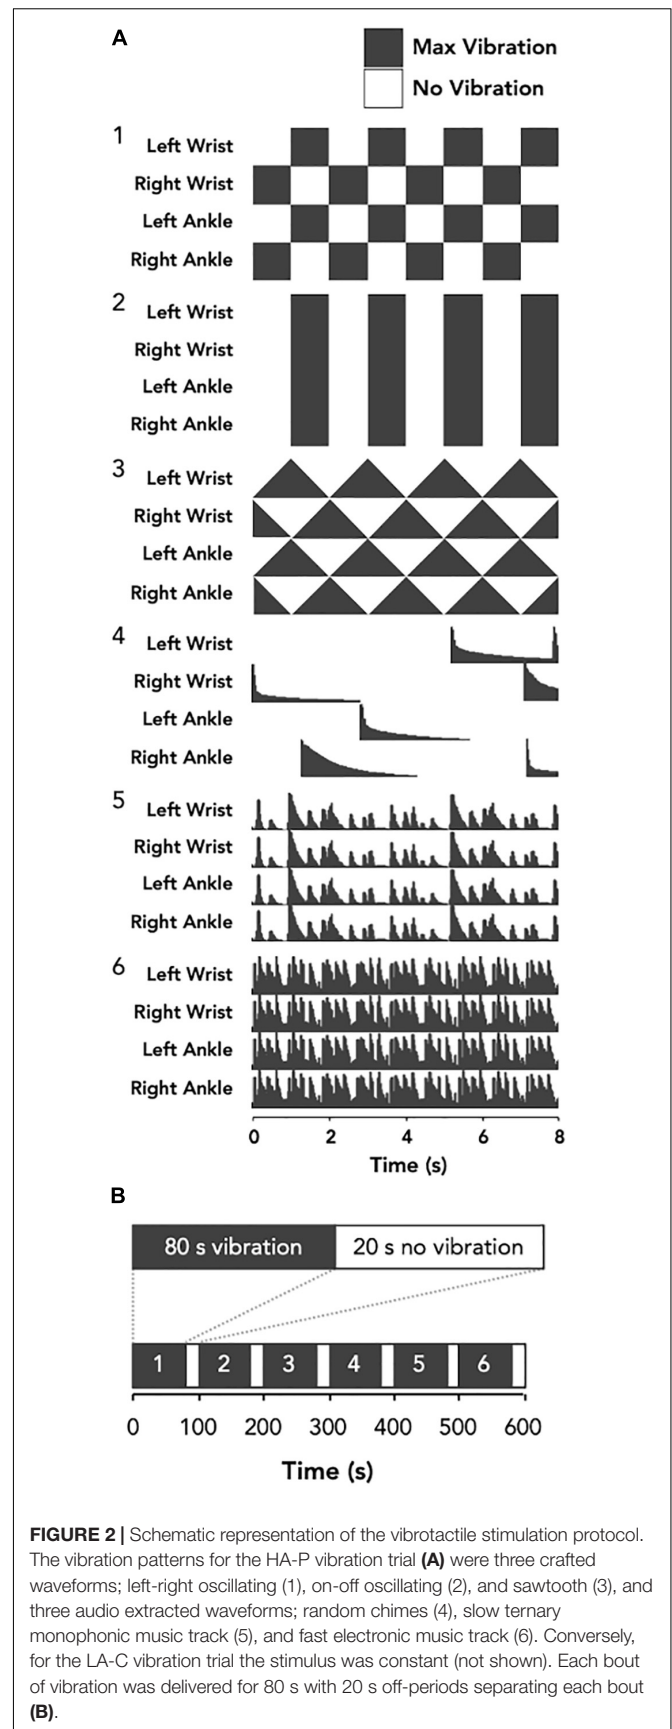 A
Max Vibration
No Vibration
1
Left Wrist
Right Wrist
Left Ankle
Right Ankle
2
Left Wrist
Right Wrist
Left Ankle
Right Ankle
3
Left Wrist
Right Wrist
Left Ankle
Right Ankle
4
Left Wrist
Right Wrist
Left Ankle
Right Ankle
5
Left Wrist
Right Wrist
Left Ankle
Right Ankle
6
Left Wrist
Right Wrist
Left Ankle
Right Ankle
0 2 4 6 8
Time (s)
B
80 s vibration 20 s no vibration
1 2 3 4 5 6
0 100 200 300 400 500 600
Time (s)
FIGURE 2 | Schematic representation of the vibrotactile stimulation protocol.
The vibration patterns for the HA-P vibration trial (A) were three crafted
waveforms; left-right oscillating (1), on-off oscillating (2), and sawtooth (3), and
three audio extracted waveforms; random chimes (4), slow ternary
monophonic music track (5), and fast electronic music track (6). Conversely,
for the LA-C vibration trial the stimulus was constant (not shown). Each bout
of vibration was delivered for 80 s with 20 s off-periods separating each bout
(B).